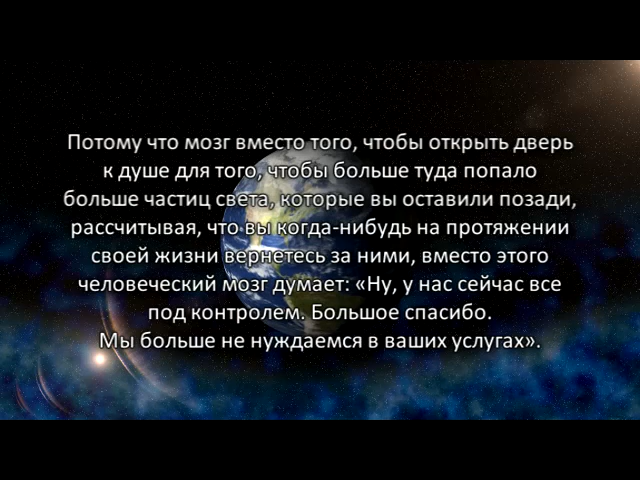 Потому что мозг вместо того, чтобы открыть дверь
к душе для того, чтобы больше туда попало
больше частиц света, которые вы оставили позади,
рассчитывая, что вы когда-нибудь на протяжении
своей жизни вернетесь за ними, вместо этого
человеческий мозг думает: «Ну, у нас сейчас все
под контролем. Большое спасибо.
Мы больше не нуждаемся в ваших услугах».